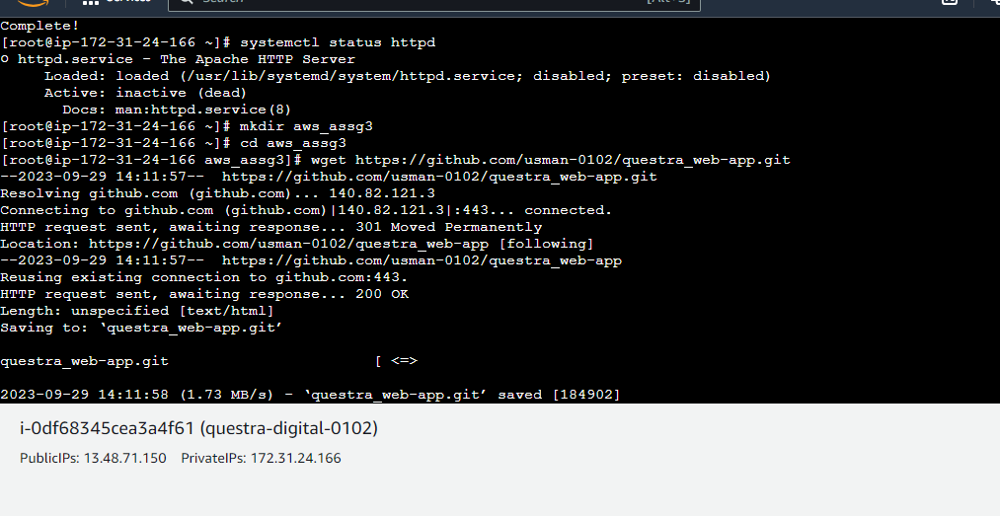 Services
Search
[Alt+S]
Complete!
[root@ip-172-31-24-166 ~]# systemctl status httpd
○ httpd.service - The Apache HTTP Server
     Loaded: loaded (/usr/lib/systemd/system/httpd.service; disabled; preset: disabled)
     Active: inactive (dead)
       Docs: man:httpd.service(8)
[root@ip-172-31-24-166 ~]# mkdir aws_assg3
[root@ip-172-31-24-166 ~]# cd aws_assg3
[root@ip-172-31-24-166 aws_assg3]# wget https://github.com/usman-0102/questra_web-app.git
--2023-09-29 14:11:57--  https://github.com/usman-0102/questra_web-app.git
Resolving github.com (github.com)... 140.82.121.3
Connecting to github.com (github.com)|140.82.121.3|:443... connected.
HTTP request sent, awaiting response... 301 Moved Permanently
Location: https://github.com/usman-0102/questra_web-app [following]
--2023-09-29 14:11:57--  https://github.com/usman-0102/questra_web-app
Reusing existing connection to github.com:443.
HTTP request sent, awaiting response... 200 OK
Length: unspecified [text/html]
Saving to: ‘questra_web-app.git’
questra_web-app.git                       [ <=>
2023-09-29 14:11:58 (1.73 MB/s) - ‘questra_web-app.git’ saved [184902]
i-0df68345cea3a4f61 (questra-digital-0102)
PublicIPs: 13.48.71.150    PrivateIPs: 172.31.24.166